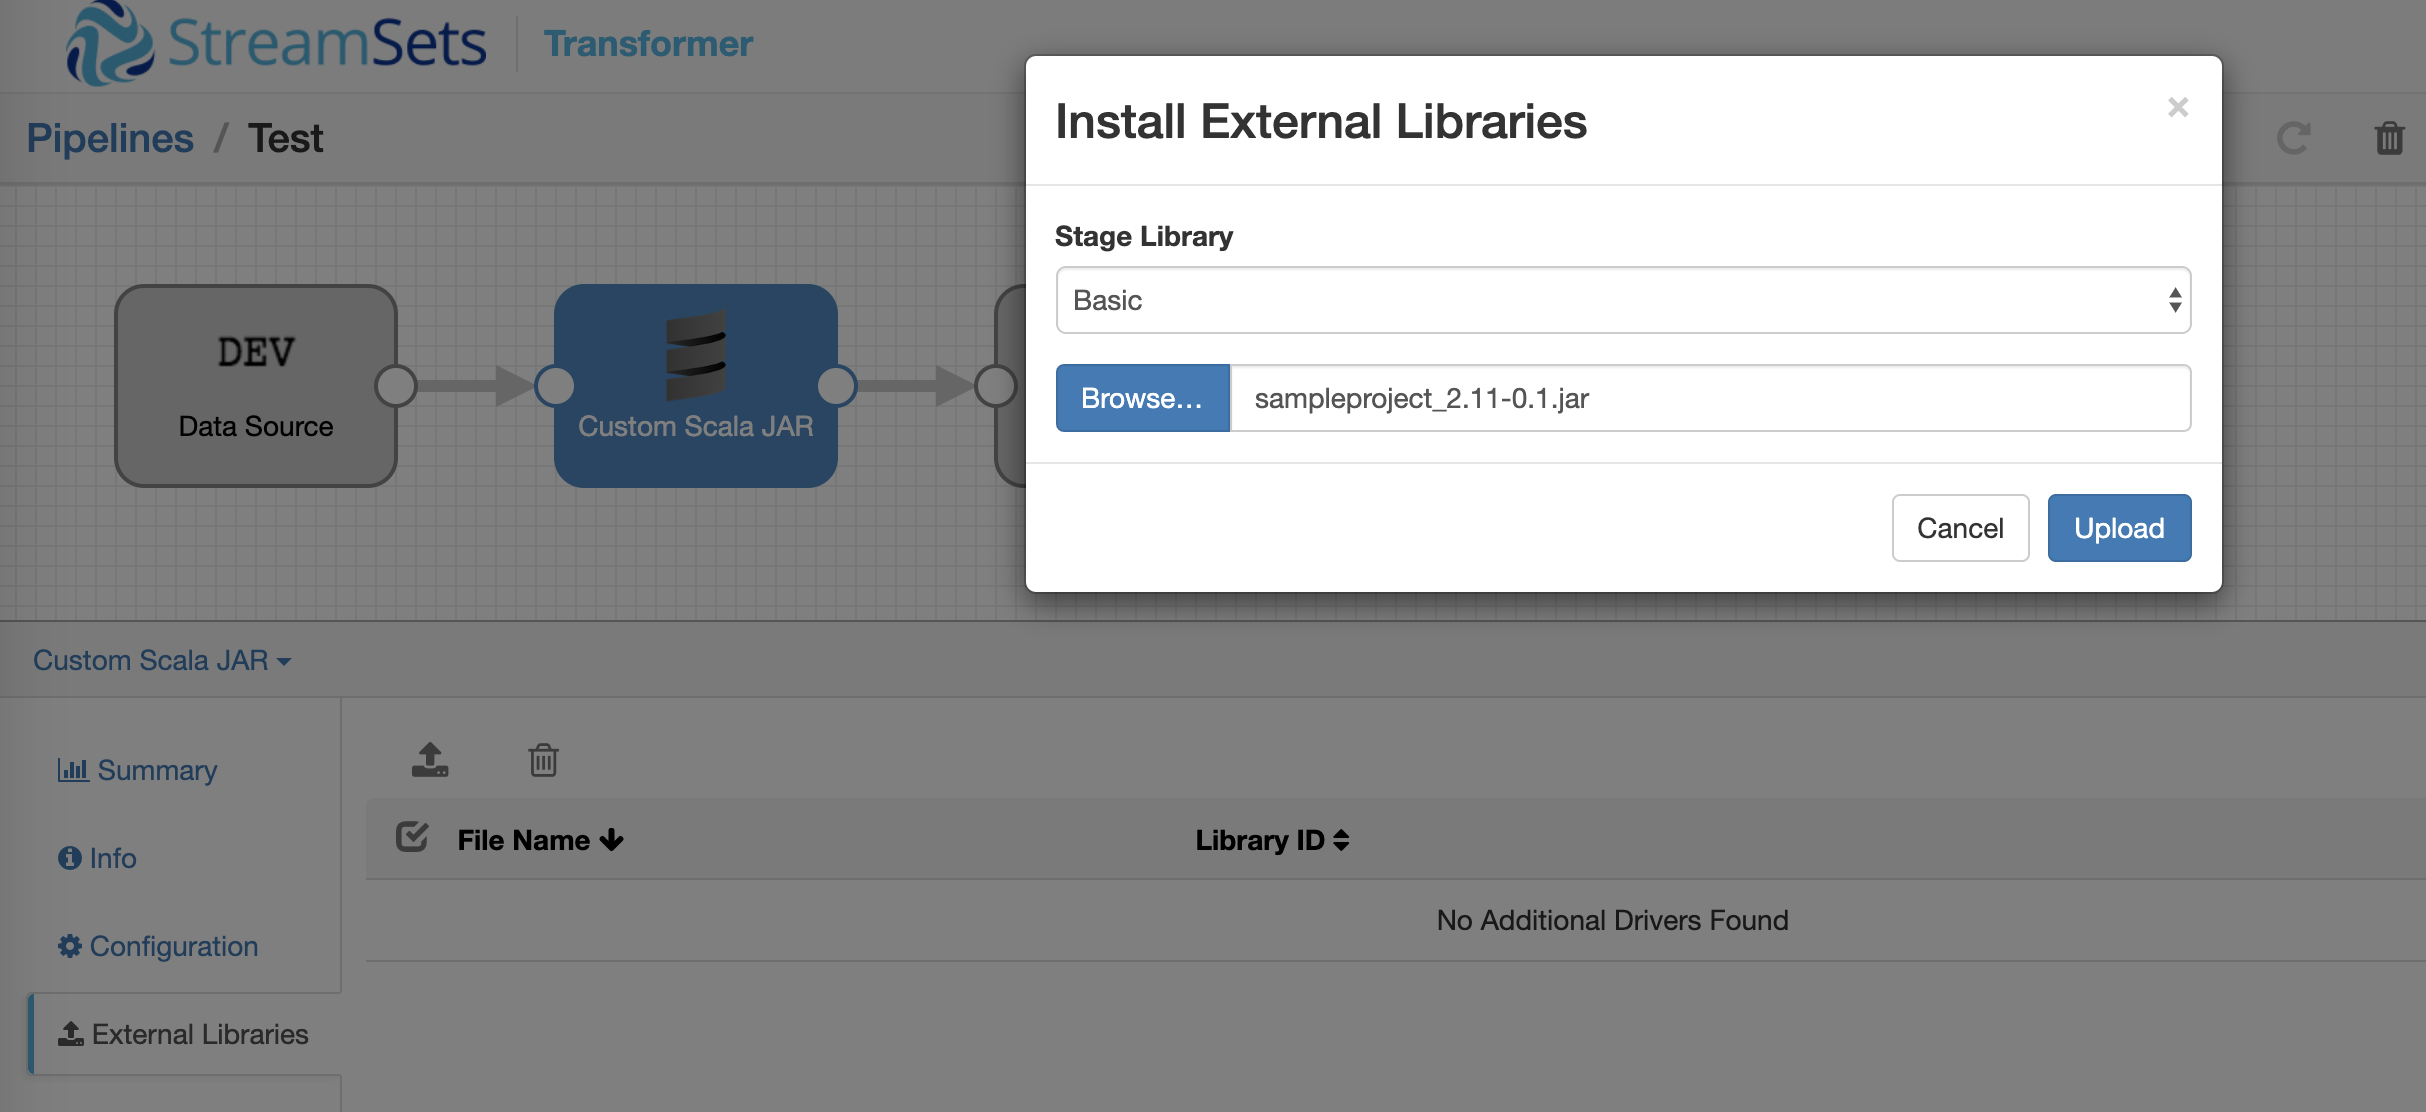 StreamSets Transformer
Pipelines / Test
Install External Libraries
×
Stage Library
Basic
Browse...
sampleproject_2.11-0.1.jar
Cancel
Upload
DEV
Data Source
Custom Scala JAR
Custom Scala JAR
Summary
Info
Configuration
External Libraries
File Name
Library ID
No Additional Drivers Found